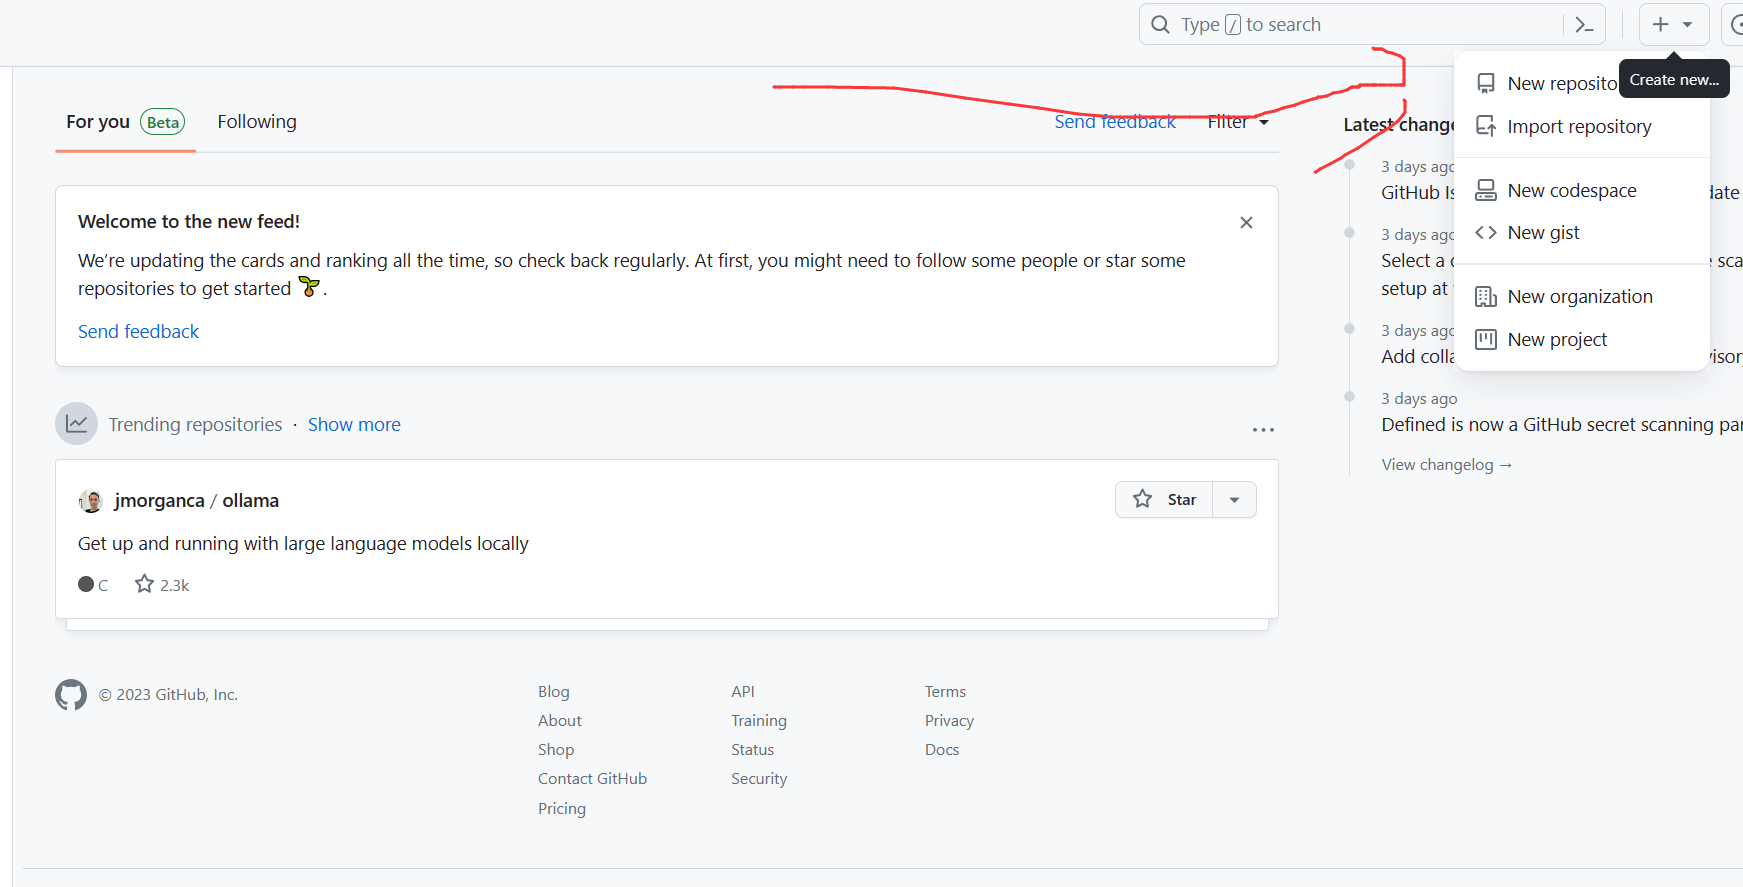 Type / to search
Create new...
New reposito
Import repository
New codespace
New gist
New organization
New project
For you Beta Following Send feedback Filter
Welcome to the new feed!
We’re updating the cards and ranking all the time, so check back regularly. At first, you might need to follow some people or star some
repositories to get started .
Send feedback
Trending repositories · Show more
jmorganca / ollama
Star
Get up and running with large language models locally
C 2.3k
Latest change
3 days ago
GitHub Is date
3 days ago
Select a sca
setup at
3 days ago
Add colla visor
3 days ago
Defined is now a GitHub secret scanning par
View changelog →
© 2023 GitHub, Inc.
Blog
About
Shop
Contact GitHub
Pricing
API
Training
Status
Security
Terms
Privacy
Docs